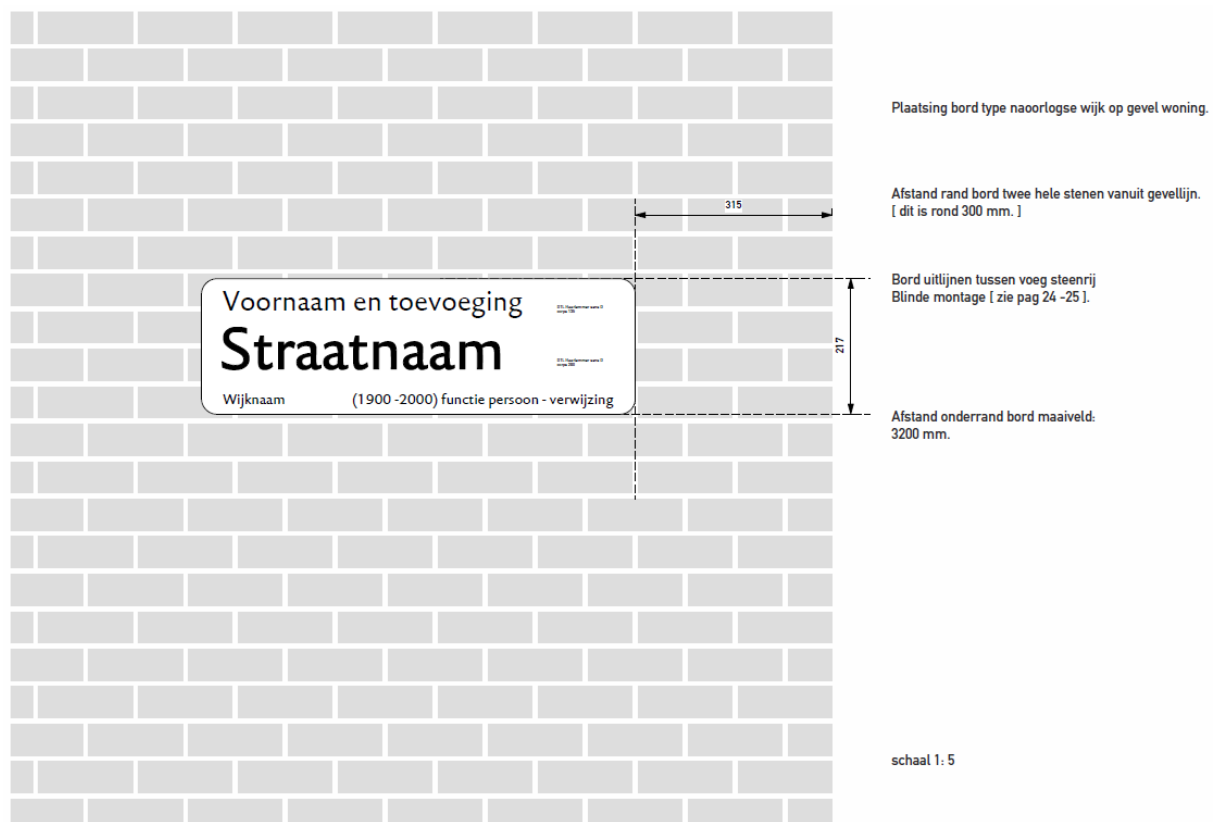 Plaatsing bord type naoorlogse wijk op gevel woning.
Afstand rand bord twee hele stenen vanuit gevellijn.
[ dit is rond 300 mm. ]
315
Bord uitlijnen tussen voeg steenrij
Blinde montage [ zie pag 24 -25 ].
Voornaam en toevoeging
Straatnaam
Wijknaam (1900 -2000) functie persoon - verwijzing
217
Afstand onderrand bord maaiveld:
3200 mm.
schaal 1: 5